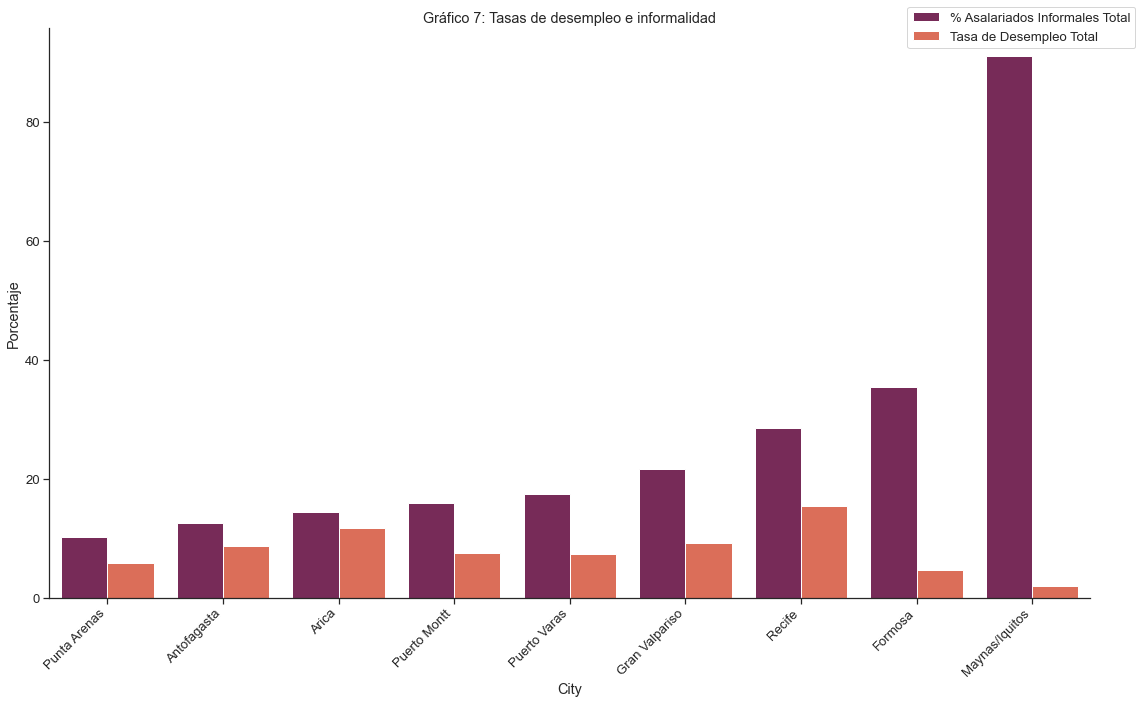 Gráfico 7: Tasas de desempleo e informalidad
% Asalariados Informales Total
Tasa de Desempleo Total
Porcentaje
80
60
40
20
0
Punta Arenas
Antofagasta
Arica
Puerto Montt
Puerto Varas
Gran Valpariso
Recife
Formosa
Maynas/Iquitos
City